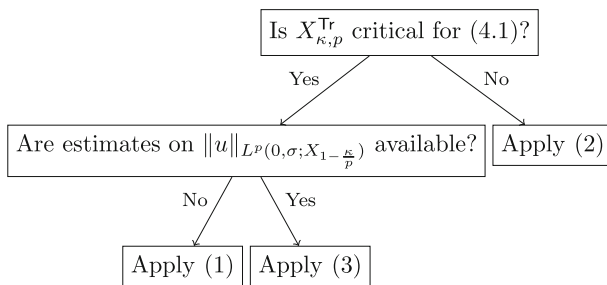 Is $X^{\mathsf{Tr}}_{\kappa,p}$ critical for (4.1)?
Yes
No
Are estimates on $\|u\|_{L^p(0,\sigma;X_{1-\frac{\kappa}{p}})}$ available?
Apply (2)
No
Yes
Apply (1)
Apply (3)